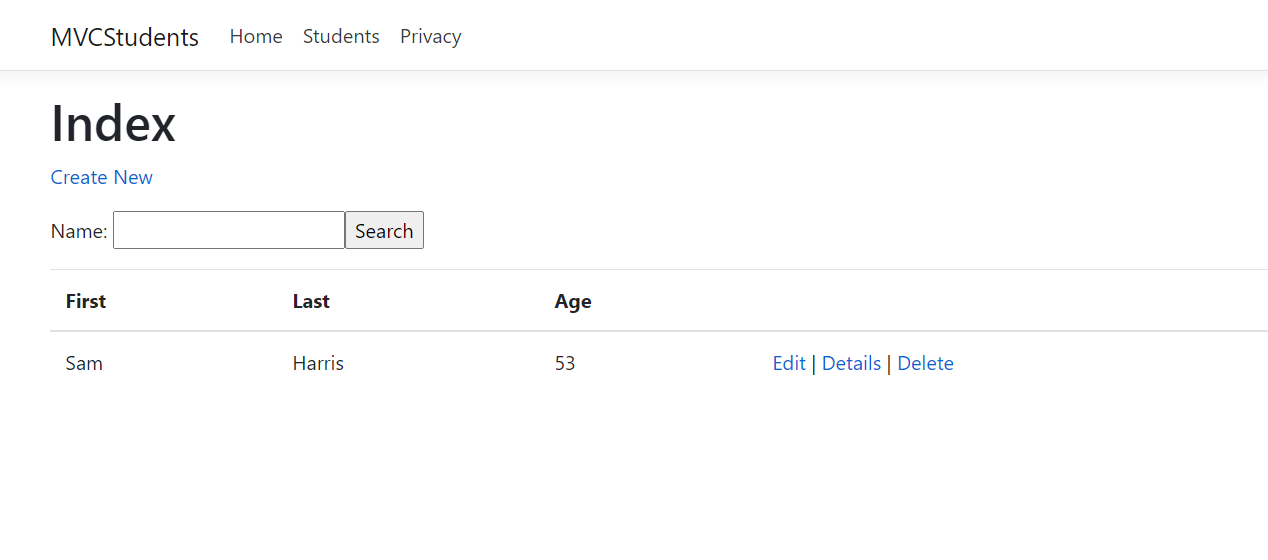 MVCStudents Home Students Privacy
Index
Create New
Name: Search
First Last Age
Sam Harris 53 Edit | Details | Delete